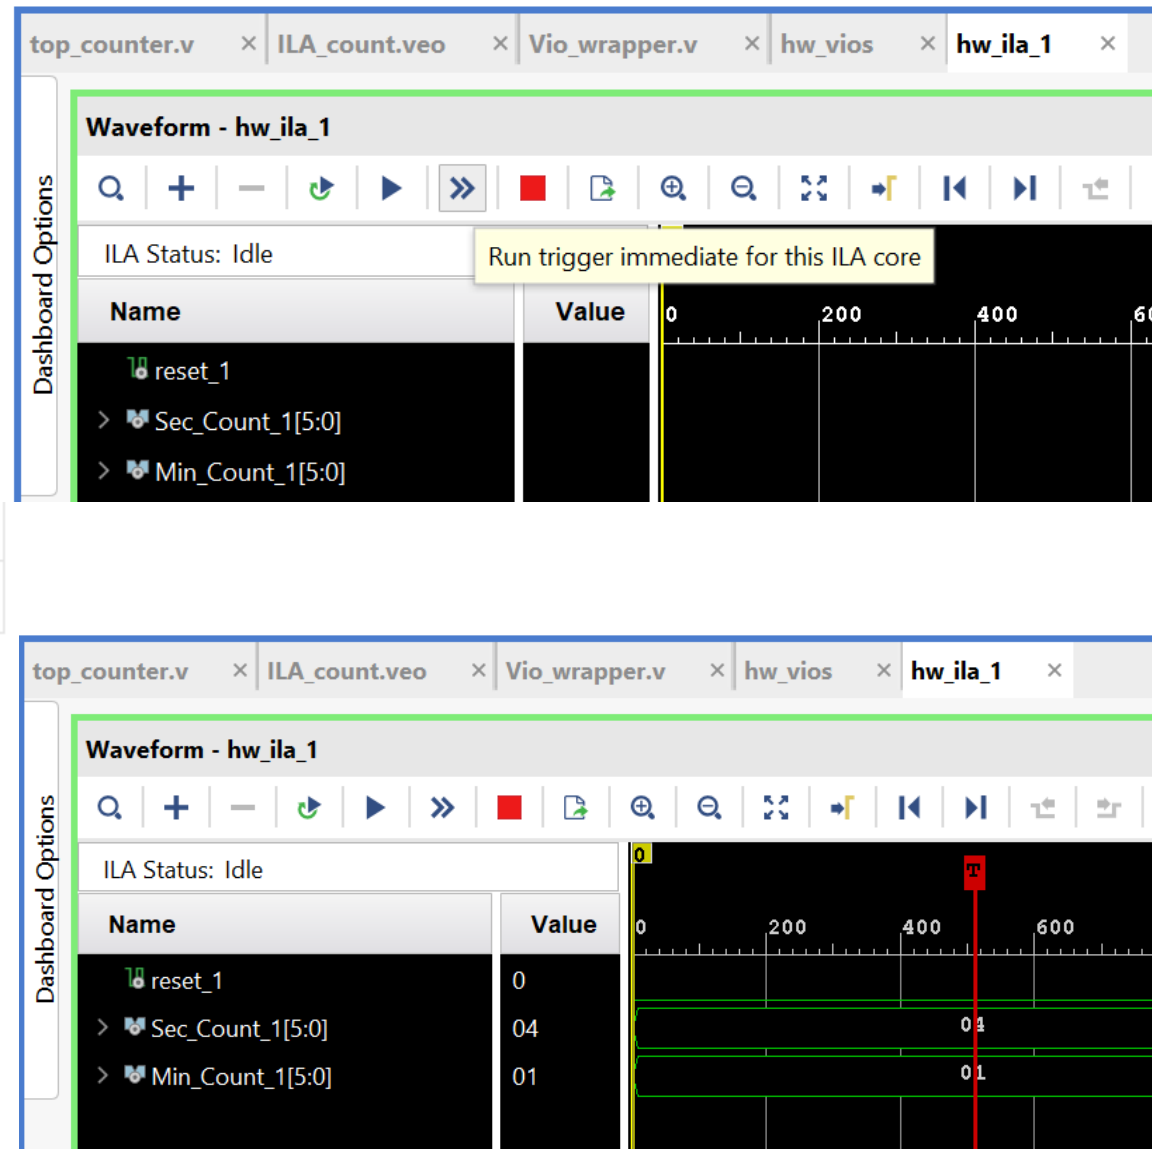 top_counter.v × ILA_count.veo × Vio_wrapper.v × hw_vios × hw_ila_1 ×
Dashboard Options
Waveform - hw_ila_1
ILA Status: Idle
Run trigger immediate for this ILA core
Name Value 0 200 400 60
reset_1
Sec_Count_1[5:0]
Min_Count_1[5:0]
top_counter.v × ILA_count.veo × Vio_wrapper.v × hw_vios × hw_ila_1 ×
Dashboard Options
Waveform - hw_ila_1
ILA Status: Idle
0
T
Name Value 0 200 400 600
reset_1 0
Sec_Count_1[5:0] 04 04
Min_Count_1[5:0] 01 01